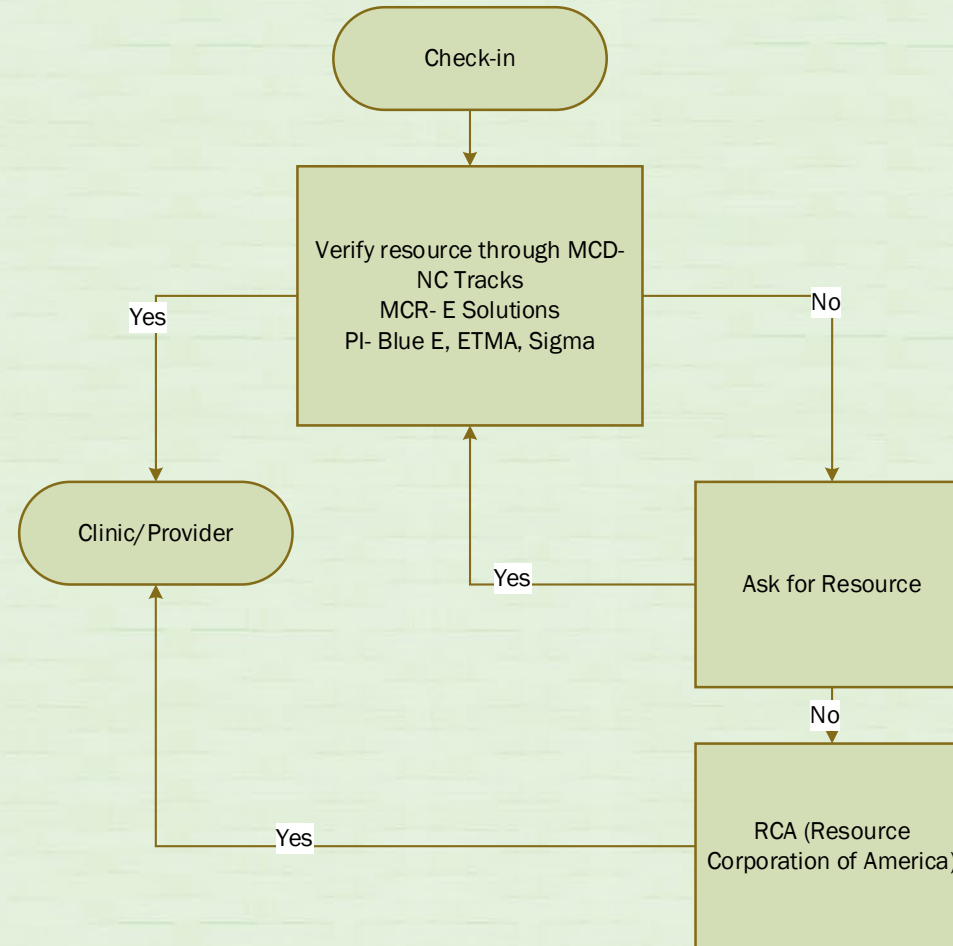 Check-in
Verify resource through MCD-
NC Tracks
MCR- E Solutions
PI- Blue E, ETMA, Sigma
Yes
No
Clinic/Provider
Yes
Ask for Resource
No
Yes
RCA (Resource
Corporation of America)